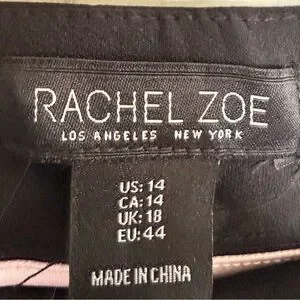 RACHEL ZOE
LOS ANGELES NEW YORK
US: 14
CA: 14
UK: 18
EU: 44
MADE IN CHINA